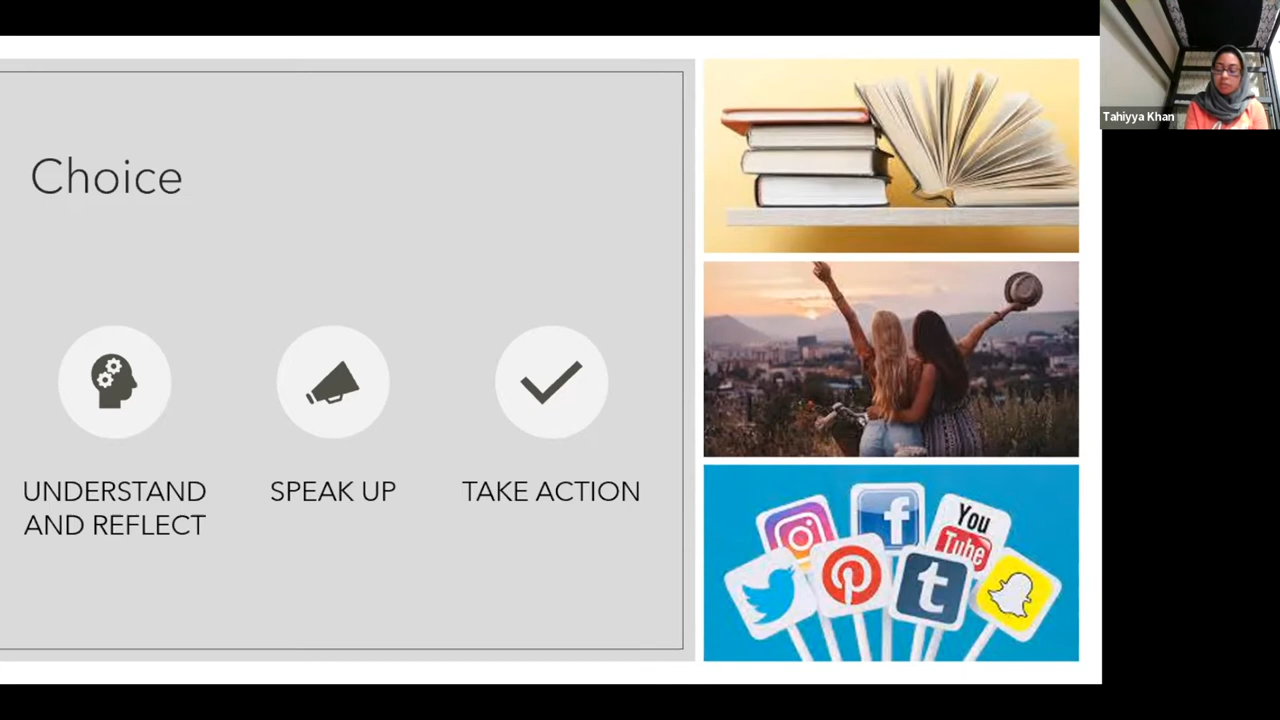 Choice
UNDERSTAND
AND REFLECT
SPEAK UP
TAKE ACTION
f
You
Tube
t
Tahiyya Khan